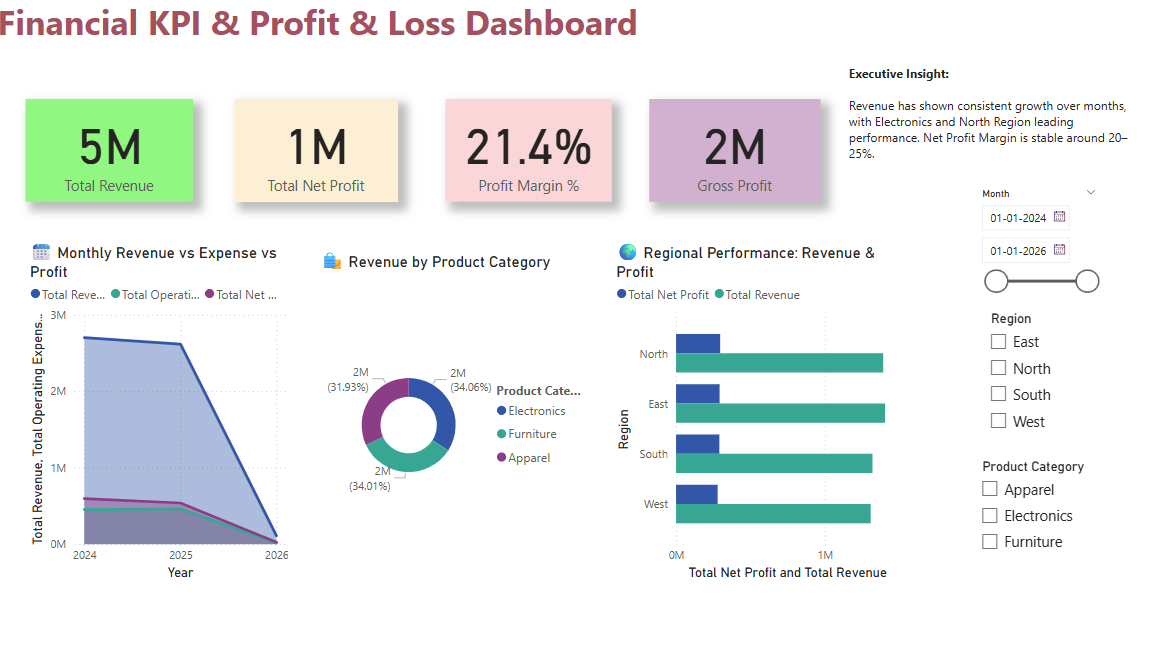 Financial KPI & Profit & Loss Dashboard
5M
Total Revenue
1M
Total Net Profit
21.4%
Profit Margin %
2M
Gross Profit
Executive Insight:
Revenue has shown consistent growth over months,
with Electronics and North Region leading
performance. Net Profit Margin is stable around 20–
25%.
Month
01-01-2024
01-01-2026
Region
East
North
South
West
Product Category
Apparel
Electronics
Furniture
Monthly Revenue vs Expense vs
Profit
Total Reve...
Total Operati...
Total Net ...
Total Revenue, Total Operating Expens...
3M
2M
1M
0M
2024
2025
2026
Year
Revenue by Product Category
2M
(31.93%)
2M
(34.06%)
2M
(34.01%)
Product Cate...
Electronics
Furniture
Apparel
Regional Performance: Revenue &
Profit
Total Net Profit
Total Revenue
Region
North
East
South
West
0M
1M
Total Net Profit and Total Revenue